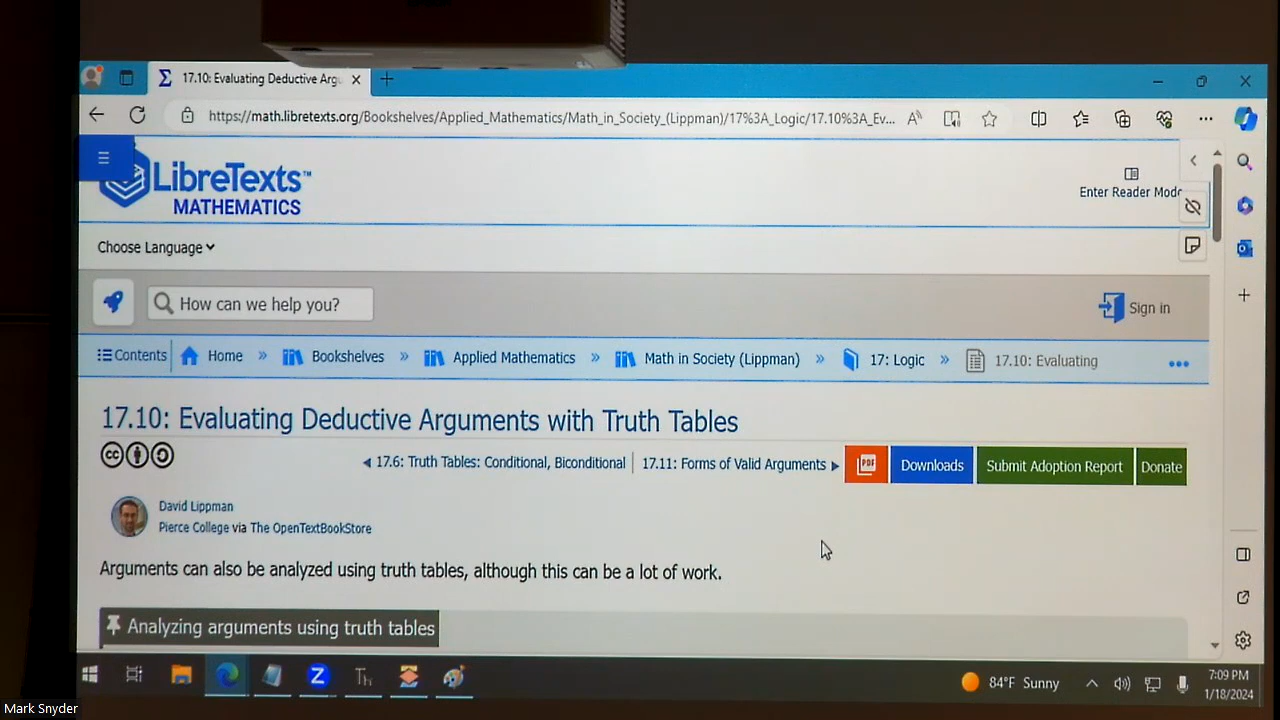 17.10: Evaluating Deductive Argu
https://math.libretexts.org/Bookshelves/Applied_Mathematics/Math_in_Society_(Lippman)/17%3A_Logic/17.10%3A_Ev...
LibreTexts™
MATHEMATICS
Enter Reader Mode
Choose Language
How can we help you?
Sign in
Contents Home » Bookshelves » Applied Mathematics » Math in Society (Lippman) » 17: Logic » 17.10: Evaluating
17.10: Evaluating Deductive Arguments with Truth Tables
17.6: Truth Tables: Conditional, Biconditional 17.11: Forms of Valid Arguments PDF Downloads Submit Adoption Report Donate
David Lippman
Pierce College via The OpenTextBookStore
Arguments can also be analyzed using truth tables, although this can be a lot of work.
Analyzing arguments using truth tables
Z Th 84°F Sunny 7:09 PM
1/18/2024
Mark Snyder